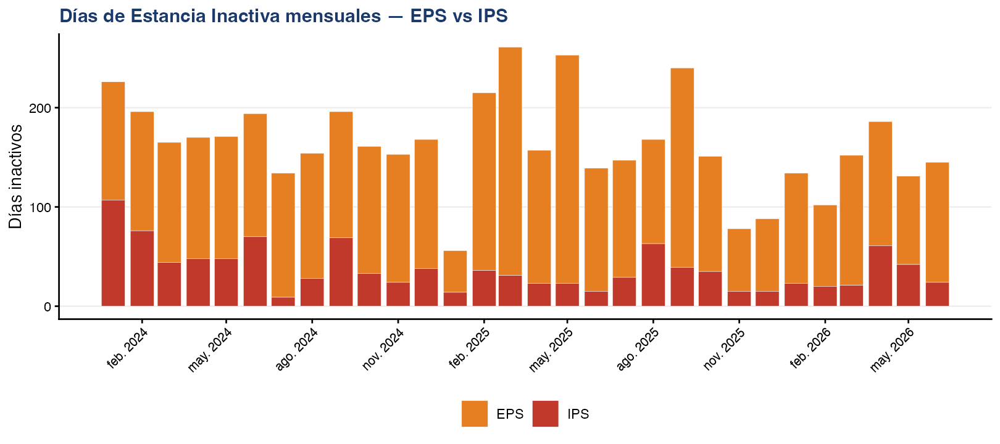 Días de Estancia Inactiva mensuales — EPS vs IPS
Días inactivos
200
100
0
feb. 2024
may. 2024
ago. 2024
nov. 2024
feb. 2025
may. 2025
ago. 2025
nov. 2025
feb. 2026
may. 2026
EPS
IPS